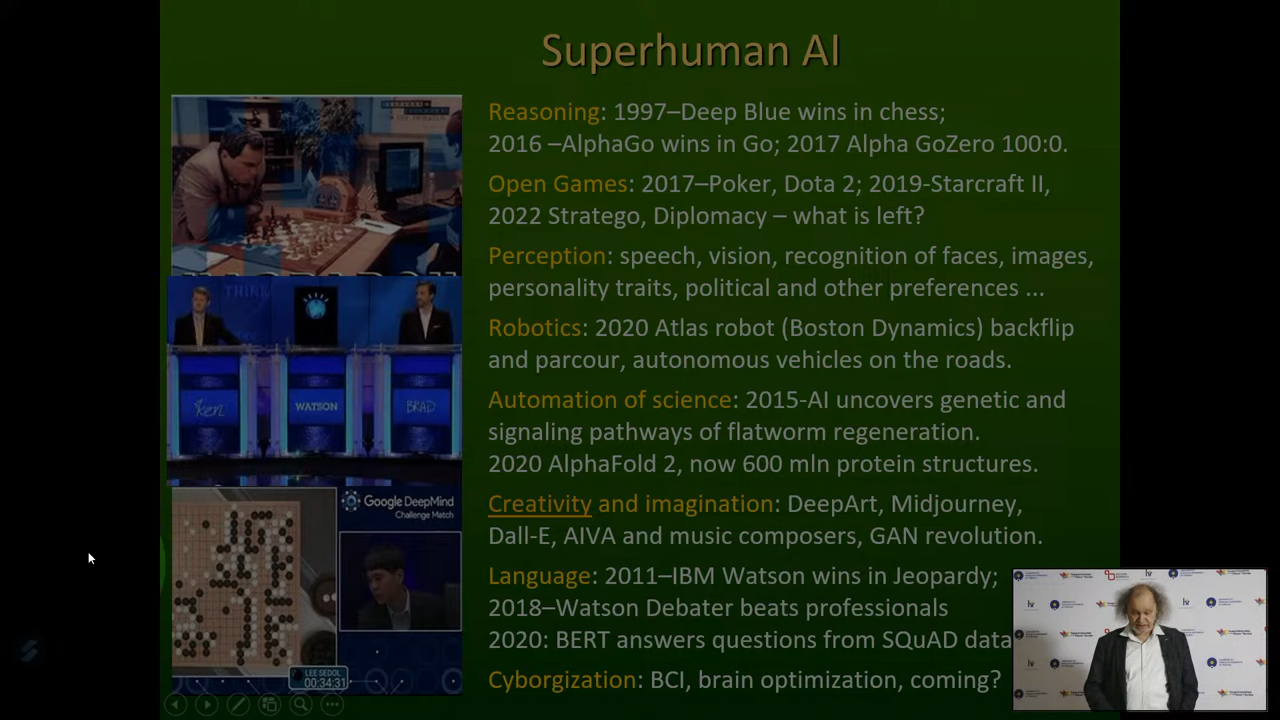 Superhuman AI
Reasoning: 1997–Deep Blue wins in chess;
2016 –AlphaGo wins in Go; 2017 Alpha GoZero 100:0.
Open Games: 2017–Poker, Dota 2; 2019-Starcraft II,
2022 Stratego, Diplomacy – what is left?
Perception: speech, vision, recognition of faces, images,
personality traits, political and other preferences ...
Robotics: 2020 Atlas robot (Boston Dynamics) backflip
and parcour, autonomous vehicles on the roads.
Automation of science: 2015-AI uncovers genetic and
signaling pathways of flatworm regeneration.
2020 AlphaFold 2, now 600 mln protein structures.
Creativity and imagination: DeepArt, Midjourney,
Dall-E, AIVA and music composers, GAN revolution.
Language: 2011–IBM Watson wins in Jeopardy;
2018–Watson Debater beats professionals
2020: BERT answers questions from SQuAD data
Cyborgization: BCI, brain optimization, coming?
THINK
Ken
WATSON
BRAD
Google DeepMind
Challenge Match
LEE SEDOL
00:34:31